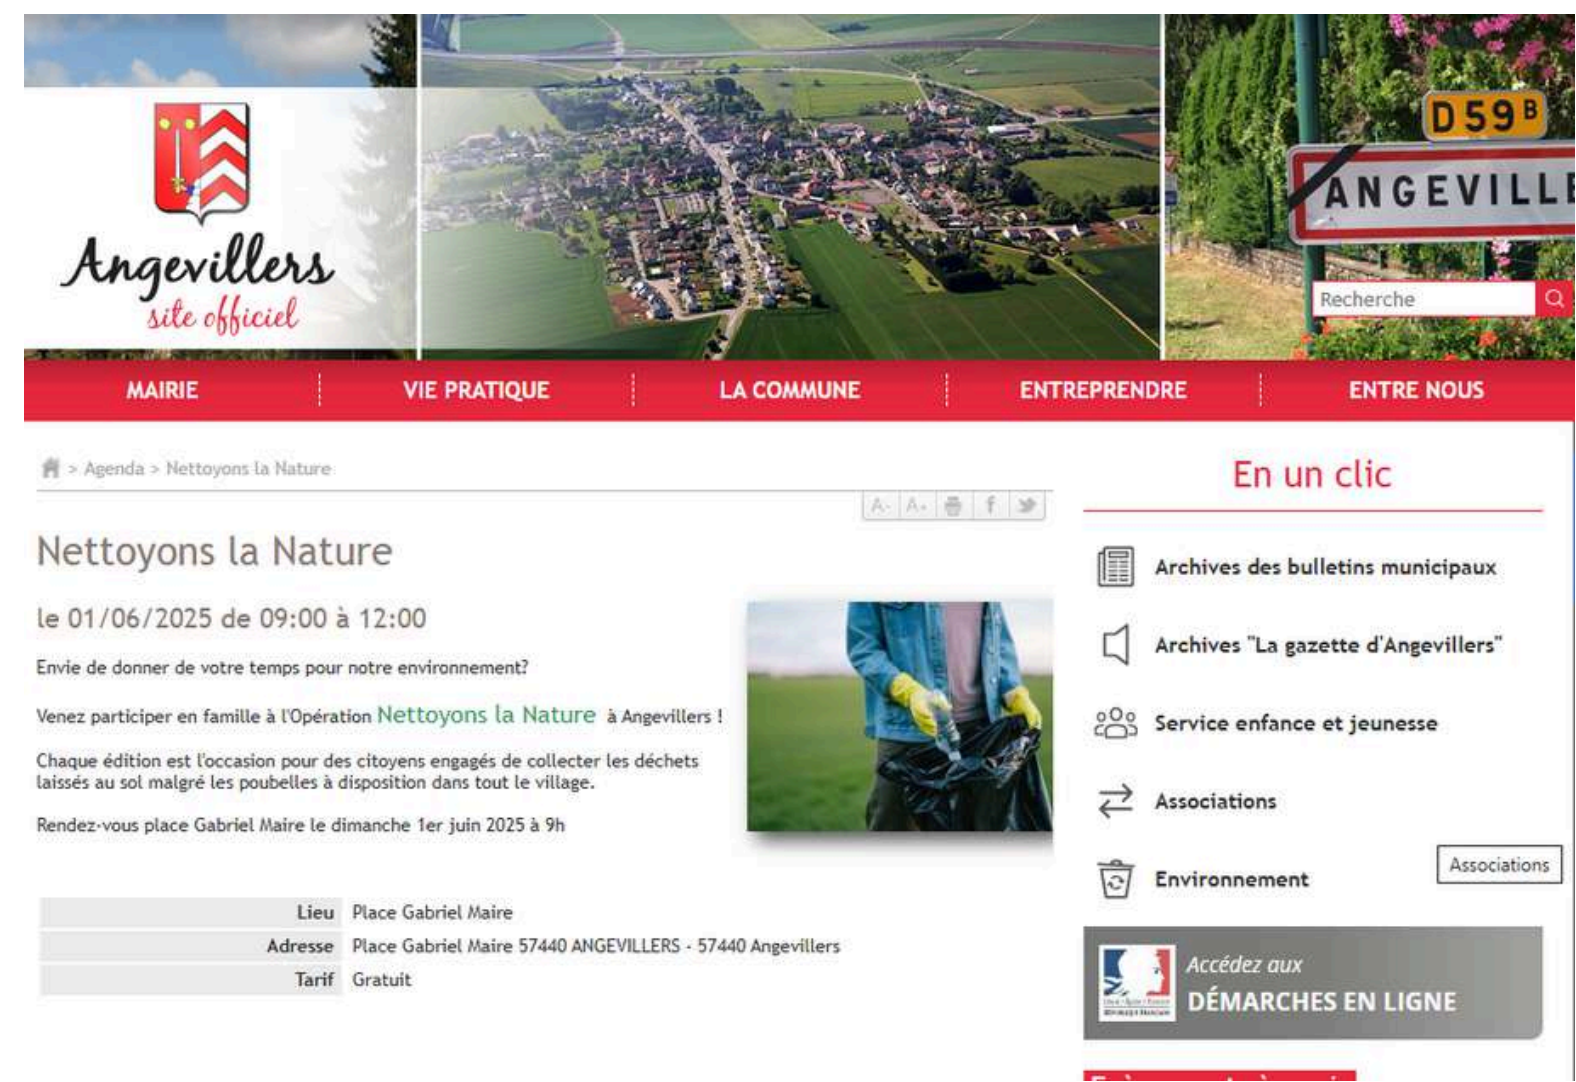 Angevillers
site officiel
D 59 B
ANGEVILLE
Recherche
MAIRIE
VIE PRATIQUE
LA COMMUNE
ENTREPRENDRE
ENTRE NOUS
> Agenda > Nettoyons la Nature
A- A+ f
Nettoyons la Nature
le 01/06/2025 de 09:00 à 12:00
Envie de donner de votre temps pour notre environnement?
Venez participer en famille à l'Opération Nettoyons la Nature à Angevillers !
Chaque édition est l'occasion pour des citoyens engagés de collecter les déchets
laissés au sol malgré les poubelles à disposition dans tout le village.
Rendez-vous place Gabriel Maire le dimanche 1er juin 2025 à 9h
Lieu Place Gabriel Maire
Adresse Place Gabriel Maire 57440 ANGEVILLERS - 57440 Angevillers
Tarif Gratuit
En un clic
Archives des bulletins municipaux
Archives "La gazette d'Angevillers"
Service enfance et jeunesse
Associations
Environnement
Associations
Accédez aux
DÉMARCHES EN LIGNE